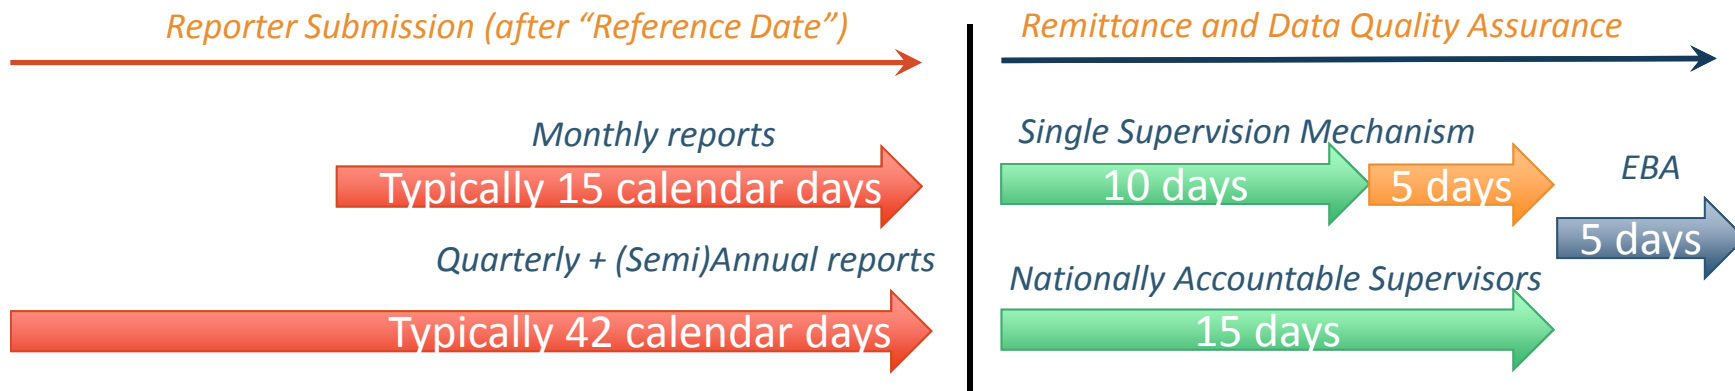 Reporter Submission (after “Reference Date”)
Monthly reports
Typically 15 calendar days
Quarterly + (Semi)Annual reports
Typically 42 calendar days
Remittance and Data Quality Assurance
Single Supervision Mechanism
10 days
5 days
EBA
5 days
Nationally Accountable Supervisors
15 days